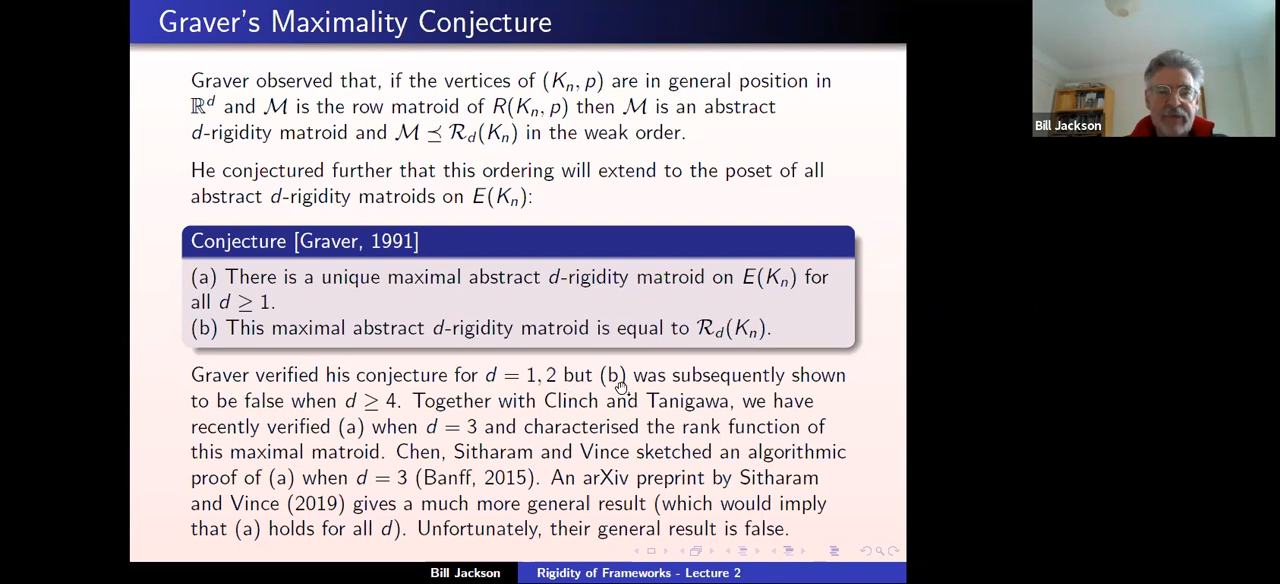 Graver's Maximality Conjecture
Graver observed that, if the vertices of (Kₙ, p) are in general position in
ℝᵈ and ℳ is the row matroid of R(Kₙ, p) then ℳ is an abstract
d-rigidity matroid and ℳ ⪯ ℛ_d(Kₙ) in the weak order.
He conjectured further that this ordering will extend to the poset of all
abstract d-rigidity matroids on E(Kₙ):
Conjecture [Graver, 1991]
(a) There is a unique maximal abstract d-rigidity matroid on E(Kₙ) for
all d ≥ 1.
(b) This maximal abstract d-rigidity matroid is equal to ℛ_d(Kₙ).
Graver verified his conjecture for d = 1, 2 but (b) was subsequently shown
to be false when d ≥ 4. Together with Clinch and Tanigawa, we have
recently verified (a) when d = 3 and characterised the rank function of
this maximal matroid. Chen, Sitharam and Vince sketched an algorithmic
proof of (a) when d = 3 (Banff, 2015). An arXiv preprint by Sitharam
and Vince (2019) gives a much more general result (which would imply
that (a) holds for all d). Unfortunately, their general result is false.
Bill Jackson
Rigidity of Frameworks - Lecture 2
Bill Jackson